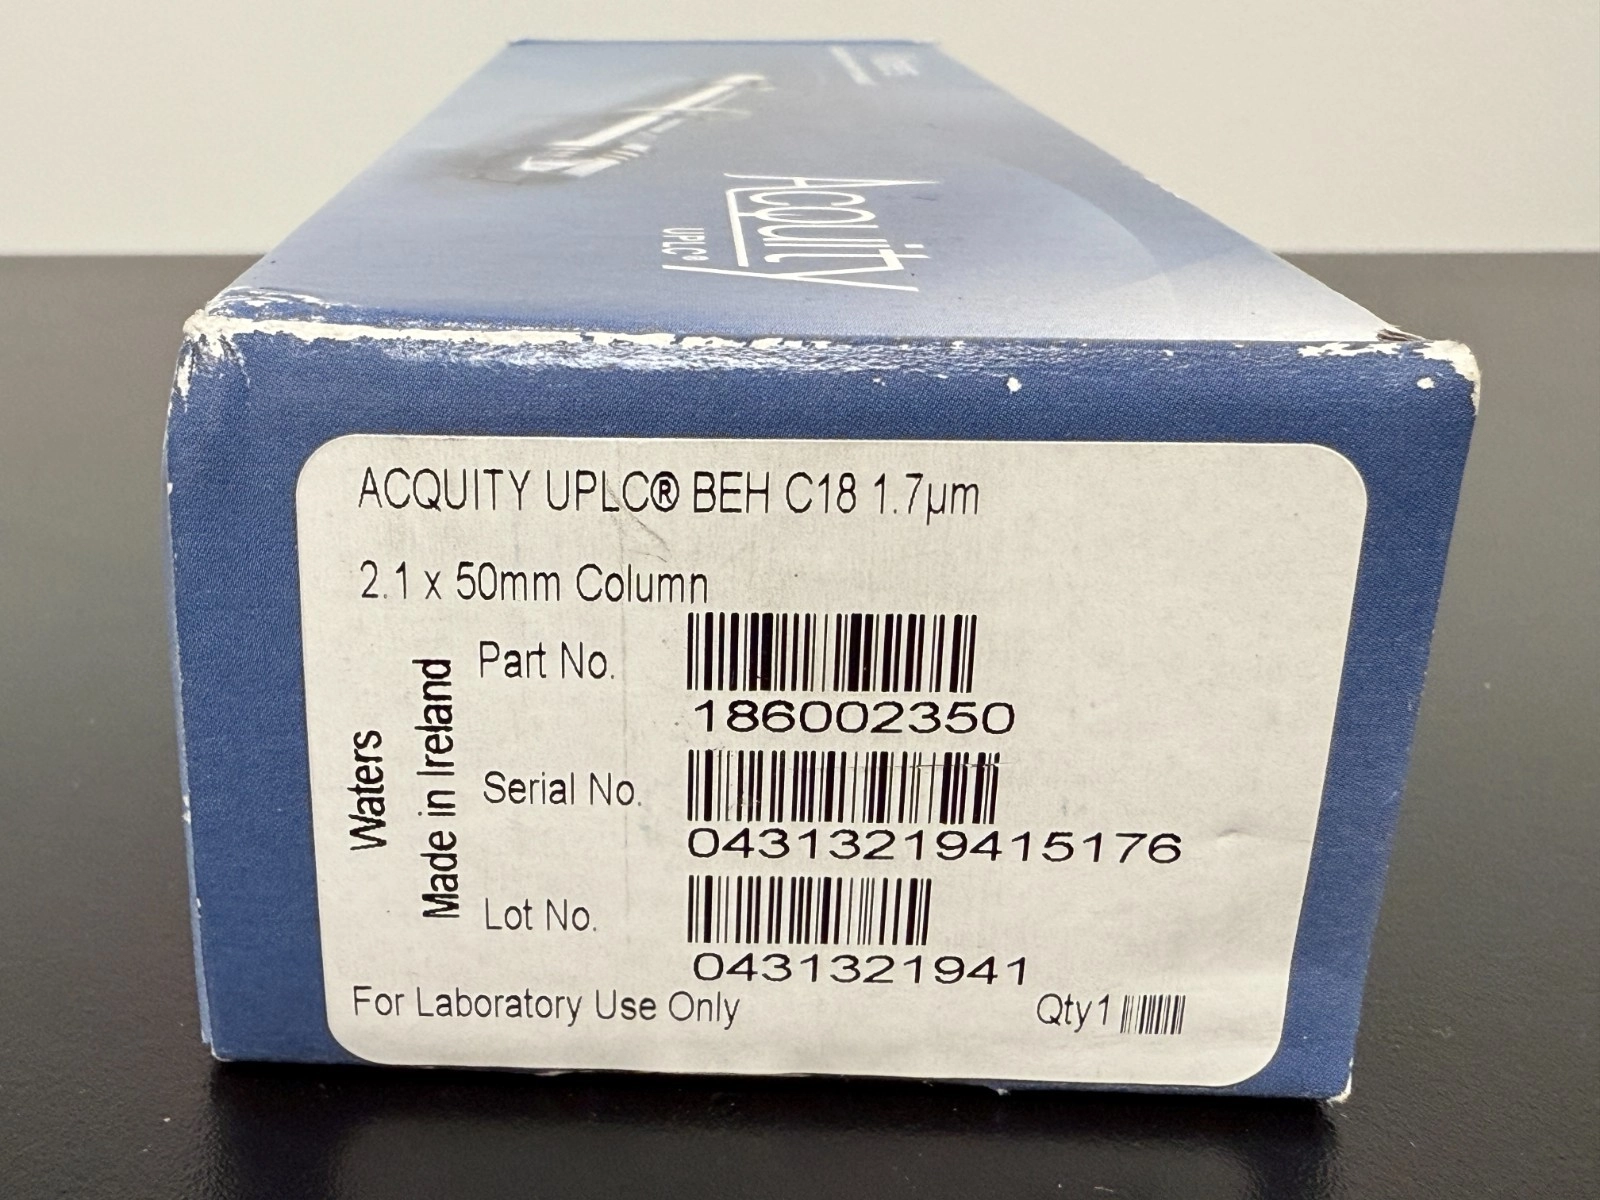 Acquity
UPLC®
ACQUITY UPLC® BEH C18 1.7µm
2.1 x 50mm Column
Waters
Made in Ireland
Part No.
186002350
Serial No.
04313219415176
Lot No.
0431321941
For Laboratory Use Only
Qty1